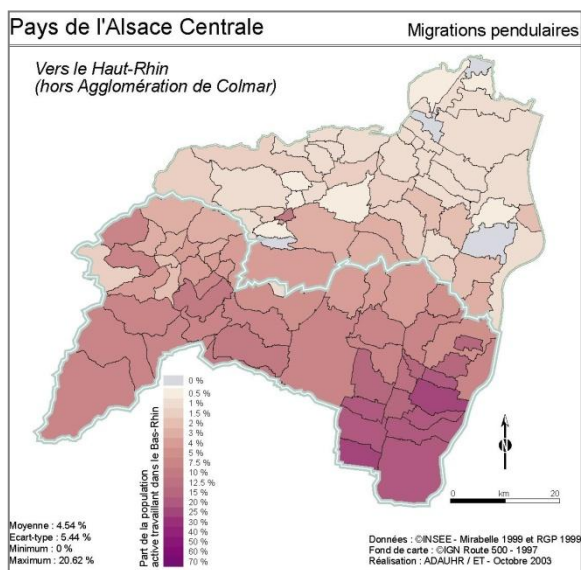 Pays de l'Alsace Centrale
Migrations pendulaires
Vers le Haut-Rhin
(hors Agglomération de Colmar)
Part de la population
active travaillant dans le Bas-Rhin
0 %
0.5 %
1 %
1.5 %
2 %
3 %
4 %
5 %
7.5 %
10 %
12.5 %
15 %
20 %
25 %
30 %
40 %
50 %
60 %
70 %
N
0
km
20
Moyenne : 4.54 %
Ecart-type : 5.44 %
Minimum : 0 %
Maximum : 20.62 %
Données : ©INSEE - Mirabelle 1999 et RGP 1999
Fond de carte : ©IGN Route 500 - 1997
Réalisation : ADAUHR / ET - Octobre 2003